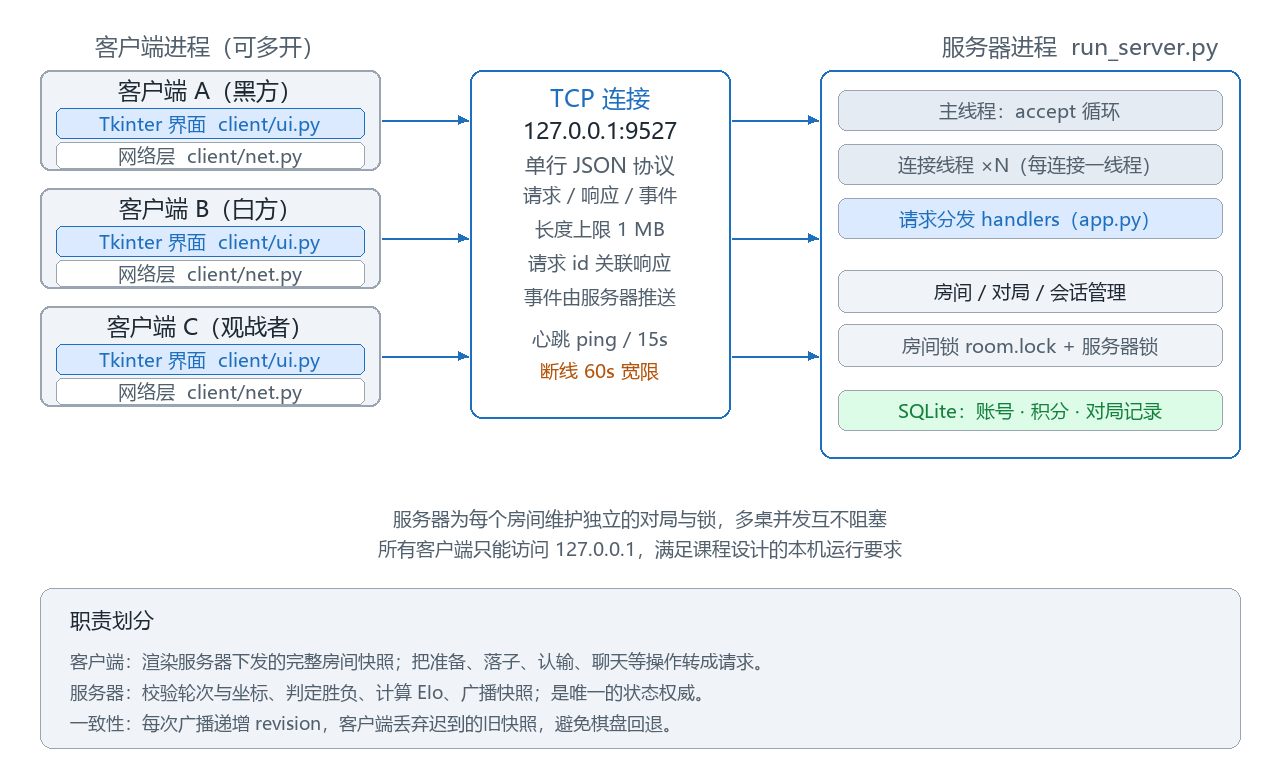 客户端进程（可多开）
客户端 A（黑方）
Tkinter 界面  client/ui.py
网络层  client/net.py
客户端 B（白方）
Tkinter 界面  client/ui.py
网络层  client/net.py
客户端 C（观战者）
Tkinter 界面  client/ui.py
网络层  client/net.py
TCP 连接
127.0.0.1:9527
单行 JSON 协议
请求 / 响应 / 事件
长度上限 1 MB
请求 id 关联响应
事件由服务器推送
心跳 ping / 15s
断线 60s 宽限
服务器进程  run_server.py
主线程：accept 循环
连接线程 ×N（每连接一线程）
请求分发 handlers（app.py）
房间 / 对局 / 会话管理
房间锁 room.lock + 服务器锁
SQLite：账号 · 积分 · 对局记录
服务器为每个房间维护独立的对局与锁，多桌并发互不阻塞
所有客户端只能访问 127.0.0.1，满足课程设计的本机运行要求
职责划分
客户端：渲染服务器下发的完整房间快照；把准备、落子、认输、聊天等操作转成请求。
服务器：校验轮次与坐标、判定胜负、计算 Elo、广播快照；是唯一的状态权威。
一致性：每次广播递增 revision，客户端丢弃迟到的旧快照，避免棋盘回退。